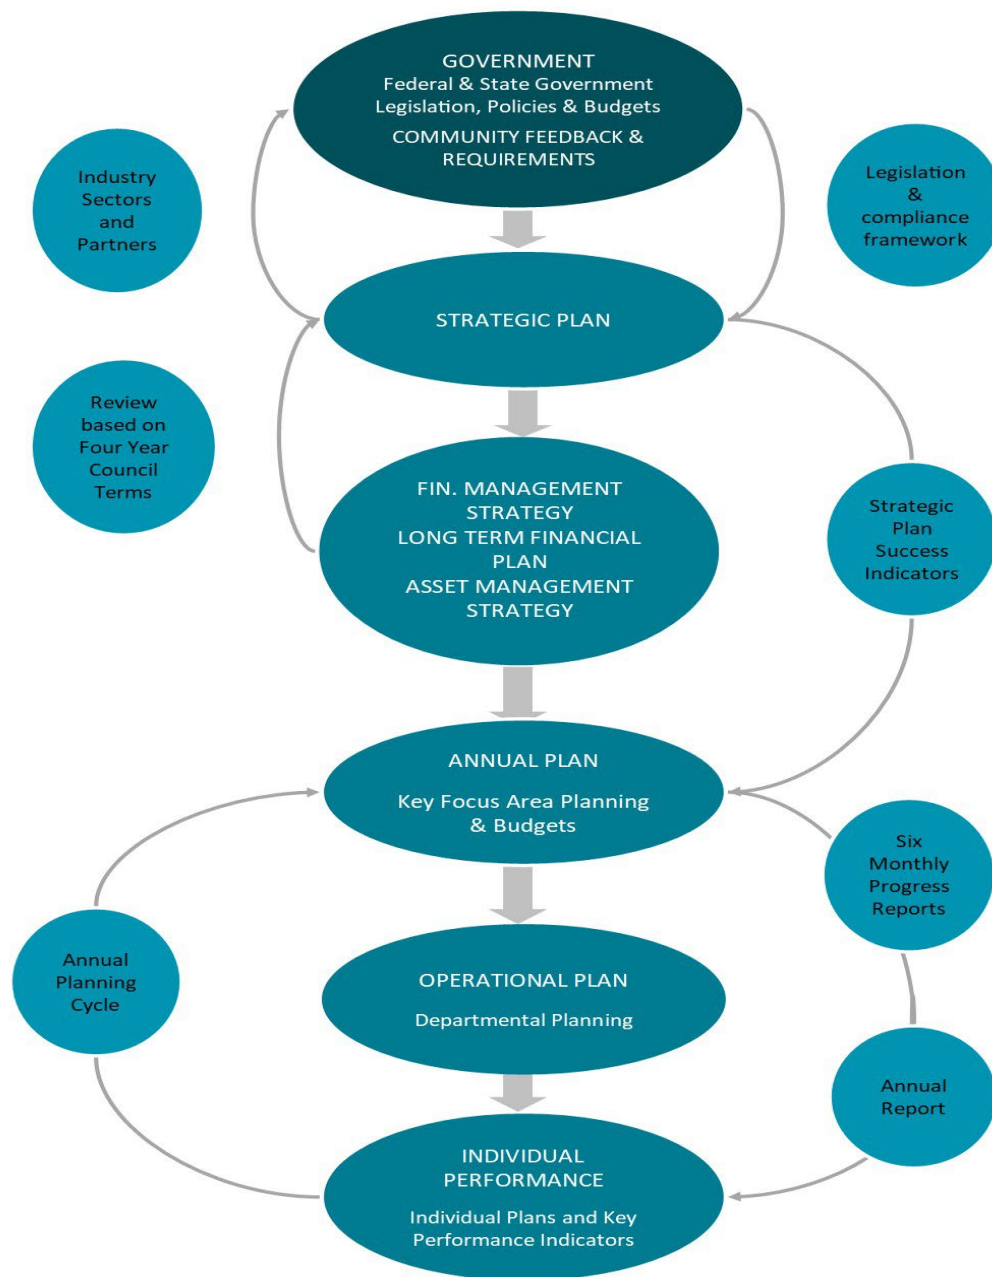 GOVERNMENT
Federal & State Government
Legislation, Policies & Budgets
COMMUNITY FEEDBACK &
REQUIREMENTS
Industry
Sectors
and
Partners
Legislation
&
compliance
framework
STRATEGIC PLAN
Review
based on
Four Year
Council
Terms
FIN. MANAGEMENT
STRATEGY
LONG TERM FINANCIAL
PLAN
ASSET MANAGEMENT
STRATEGY
Strategic
Plan
Success
Indicators
ANNUAL PLAN
Key Focus Area Planning
& Budgets
Six
Monthly
Progress
Reports
Annual
Planning
Cycle
OPERATIONAL PLAN
Departmental Planning
Annual
Report
INDIVIDUAL
PERFORMANCE
Individual Plans and Key
Performance Indicators